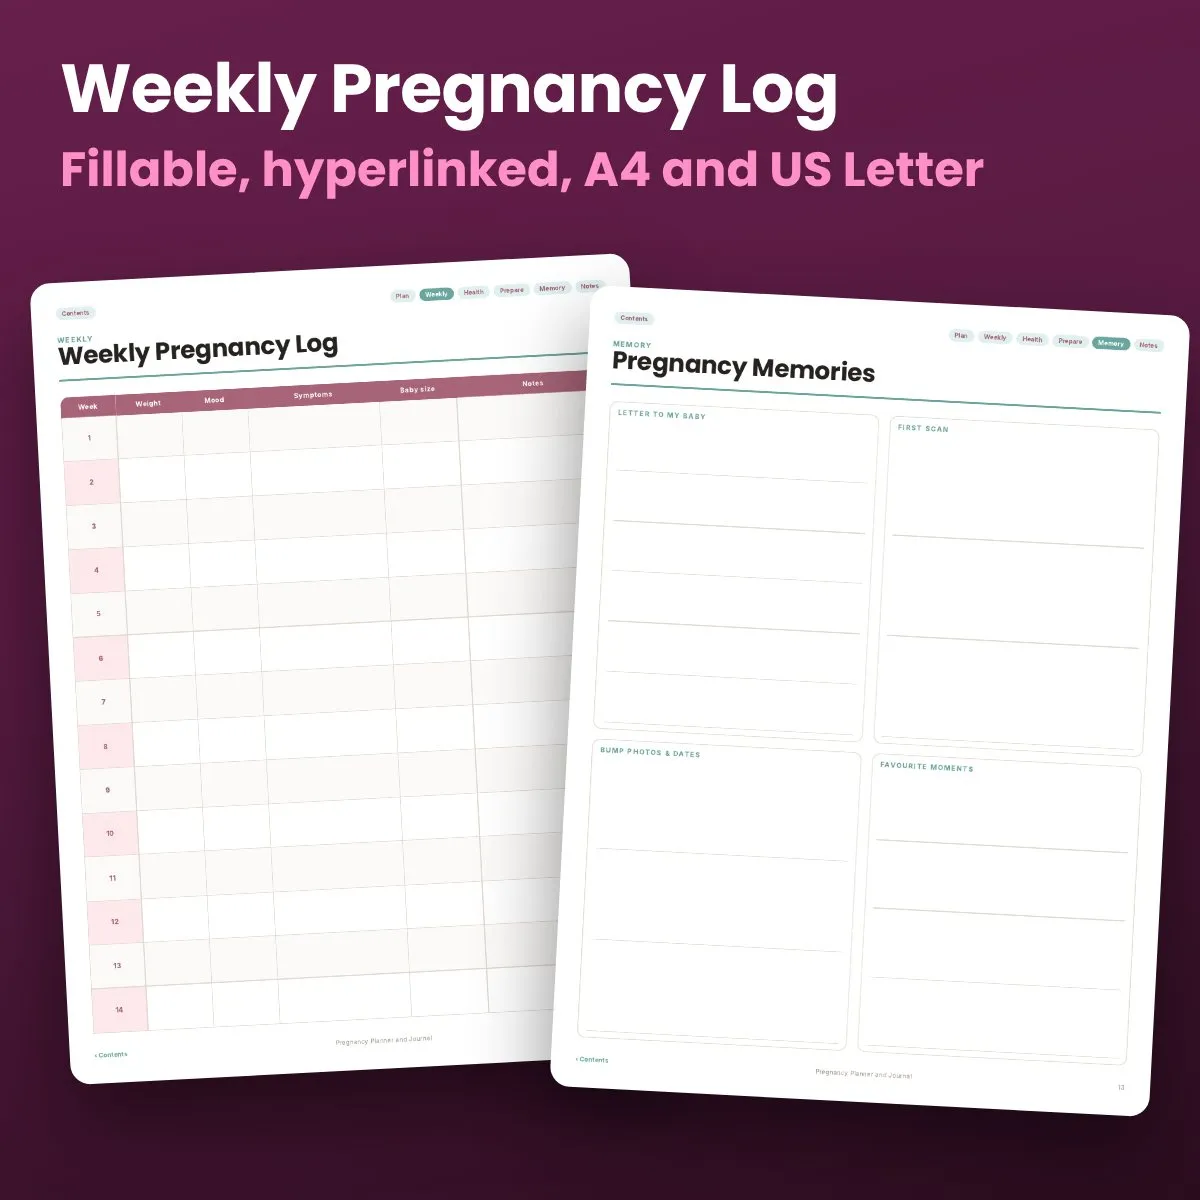 Weekly Pregnancy Log
Fillable, hyperlinked, A4 and US Letter
Contents
Plan Weekly Health Prepare Memory Notes
WEEKLY
Weekly Pregnancy Log
Week Weight Mood Symptoms Baby size Notes
1
2
3
4
5
6
7
8
9
10
11
12
13
14
‹ Contents
Pregnancy Planner and Journal
Contents
Plan Weekly Health Prepare Memory Notes
MEMORY
Pregnancy Memories
LETTER TO MY BABY
FIRST SCAN
BUMP PHOTOS & DATES
FAVOURITE MOMENTS
‹ Contents
Pregnancy Planner and Journal
13